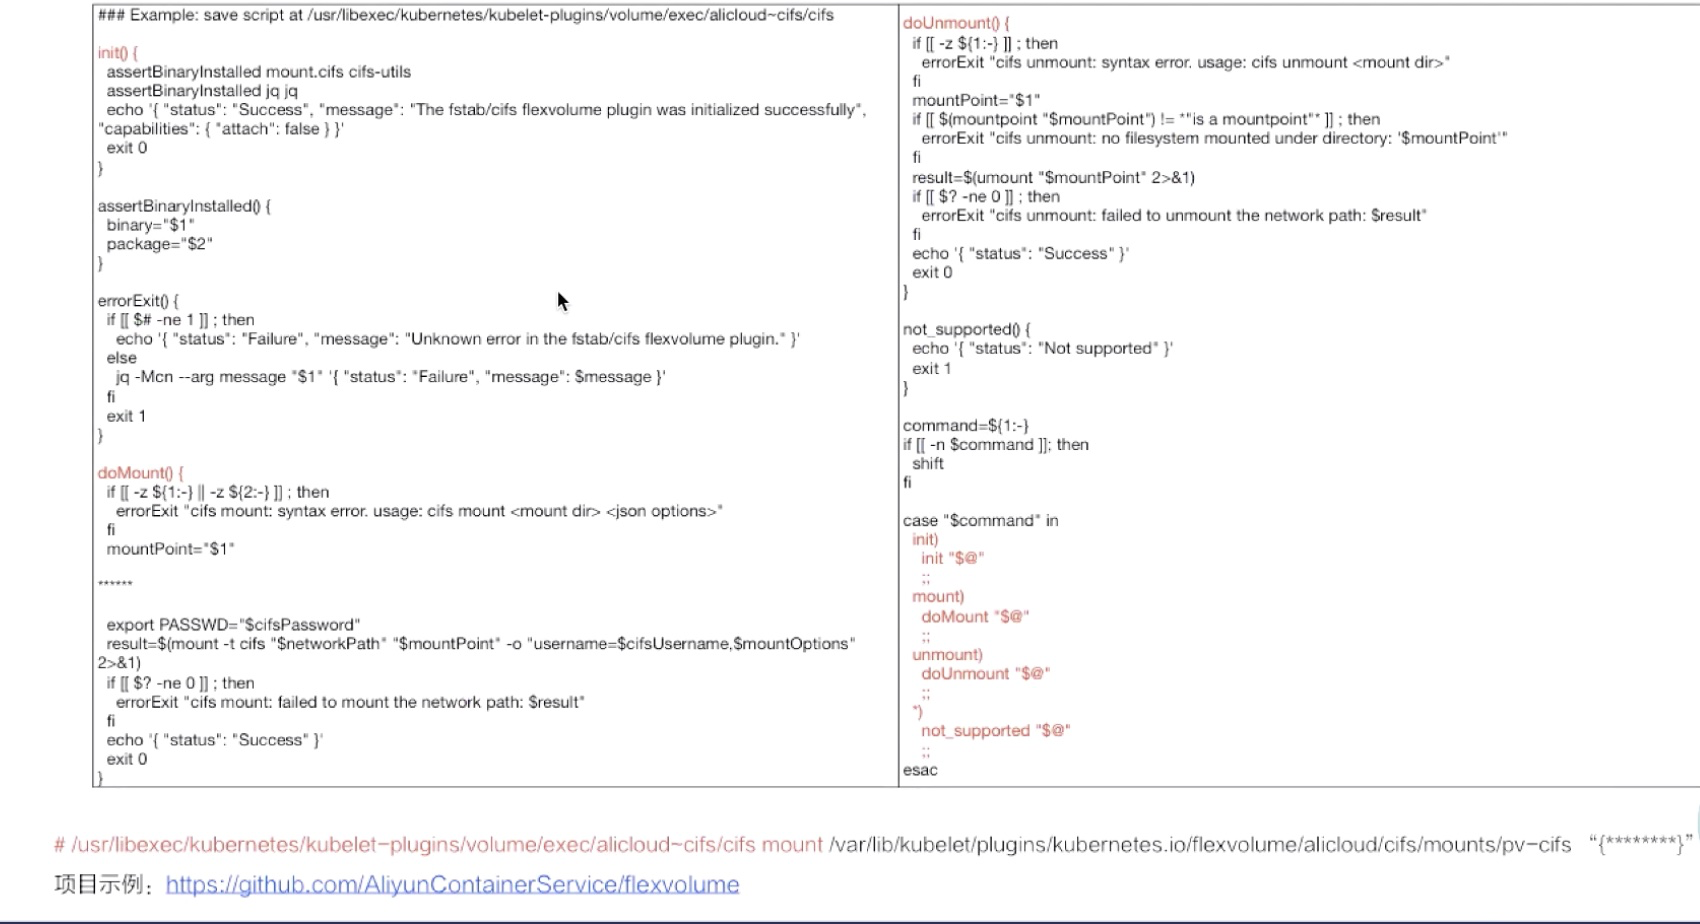 ### Example: save script at /usr/libexec/kubernetes/kubelet-plugins/volume/exec/alicloud~cifs/cifs
init() {
assertBinaryInstalled mount.cifs cifs-utils
assertBinaryInstalled jq jq
echo '{ "status": "Success", "message": "The fstab/cifs flexvolume plugin was initialized successfully",
"capabilities": { "attach": false } }'
exit 0
}
assertBinaryInstalled() {
binary="$1"
package="$2"
}
errorExit() {
if [[ $# -ne 1 ]] ; then
echo '{ "status": "Failure", "message": "Unknown error in the fstab/cifs flexvolume plugin." }'
else
jq -Mcn --arg message "$1" '{ "status": "Failure", "message": $message }'
fi
exit 1
}
doMount() {
if [[ -z ${1:-} || -z ${2:-} ]] ; then
errorExit "cifs mount: syntax error. usage: cifs mount <mount dir> <json options>"
fi
mountPoint="$1"
******
export PASSWD="$cifsPassword"
result=$(mount -t cifs "$networkPath" "$mountPoint" -o "username=$cifsUsername,$mountOptions"
2>&1)
if [[ $? -ne 0 ]] ; then
errorExit "cifs mount: failed to mount the network path: $result"
fi
echo '{ "status": "Success" }'
exit 0
}
doUnmount() {
if [[ -z ${1:-} ]] ; then
errorExit "cifs unmount: syntax error. usage: cifs unmount <mount dir>"
fi
mountPoint="$1"
if [[ $(mountpoint "$mountPoint") != *"is a mountpoint"* ]] ; then
errorExit "cifs unmount: no filesystem mounted under directory: '$mountPoint'"
fi
result=$(umount "$mountPoint" 2>&1)
if [[ $? -ne 0 ]] ; then
errorExit "cifs unmount: failed to unmount the network path: $result"
fi
echo '{ "status": "Success" }'
exit 0
}
not_supported() {
echo '{ "status": "Not supported" }'
exit 1
}
command=${1:-}
if [[ -n $command ]]; then
shift
fi
case "$command" in
init)
init "$@"
;;
mount)
doMount "$@"
;;
unmount)
doUnmount "$@"
;;
*)
not_supported "$@"
;;
esac
# /usr/libexec/kubernetes/kubelet-plugins/volume/exec/alicloud~cifs/cifs mount /var/lib/kubelet/plugins/kubernetes.io/flexvolume/alicloud/cifs/mounts/pv-cifs “{********}”
项目示例：https://github.com/AliyunContainerService/flexvolume